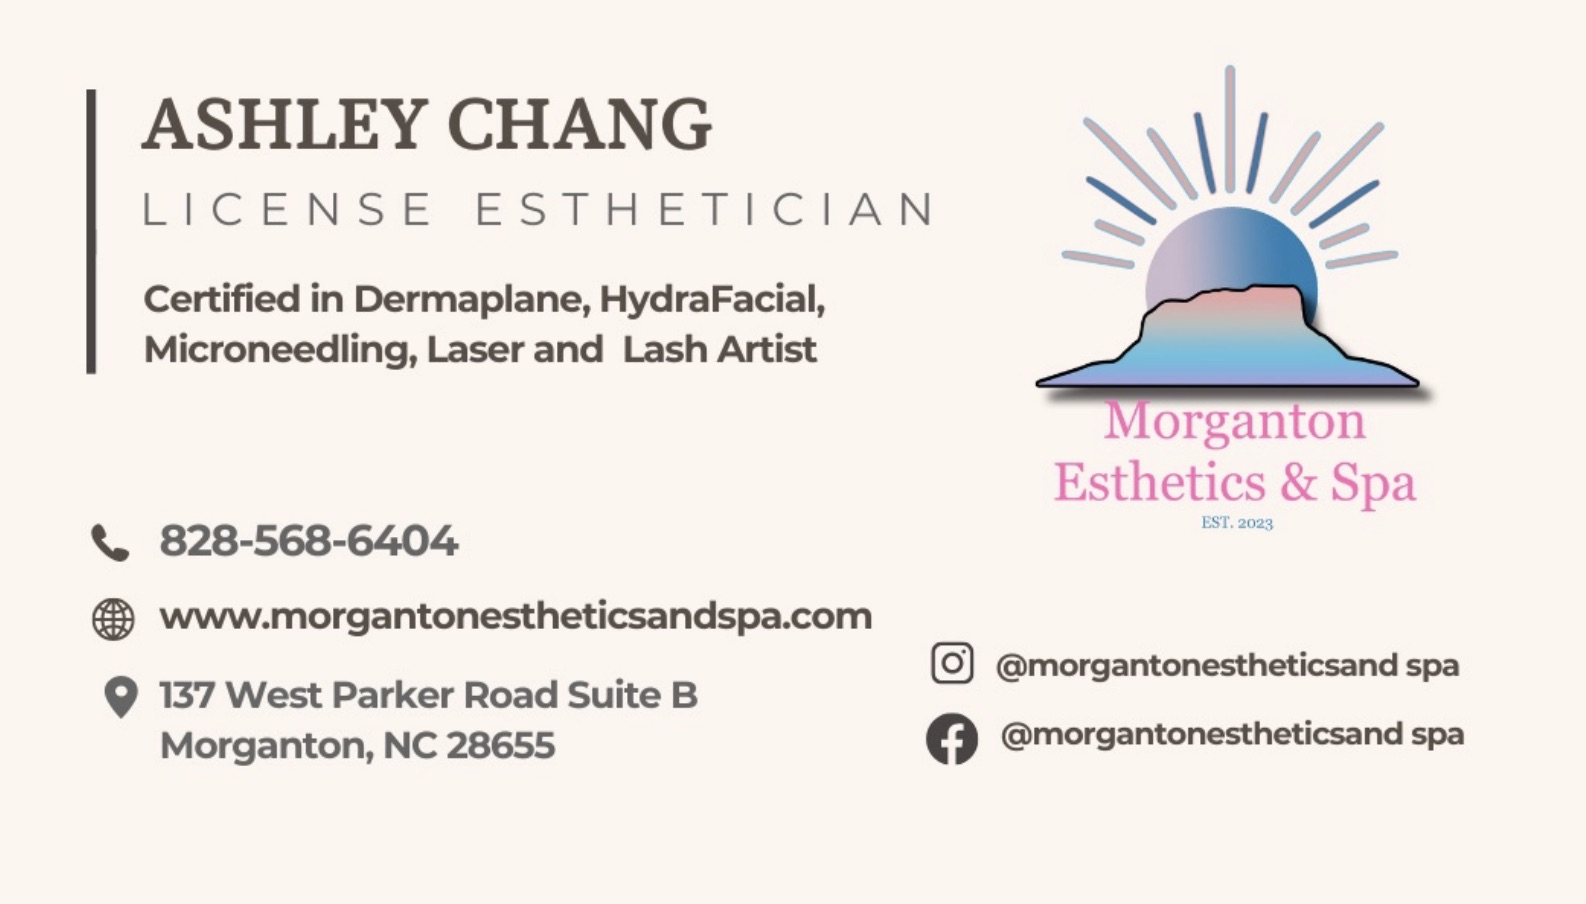 ASHLEY CHANG
LICENSE ESTHETICIAN
Certified in Dermaplane, HydraFacial,
Microneedling, Laser and Lash Artist
Morganton
Esthetics & Spa
EST. 2023
828-568-6404
www.morgantonestheticsandspa.com
137 West Parker Road Suite B
Morganton, NC 28655
@morgantonestheticsand spa
@morgantonestheticsand spa